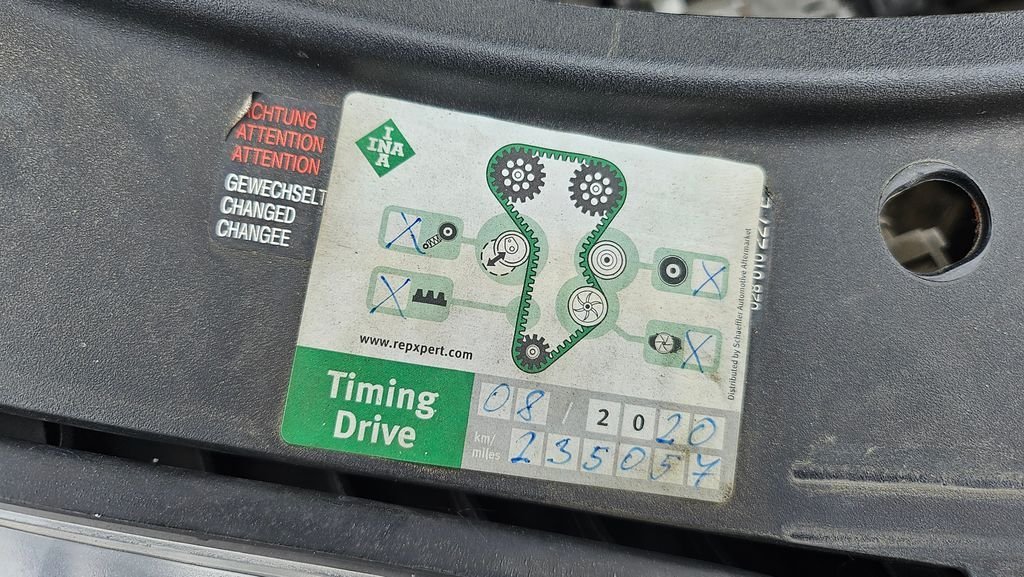 ACHTUNG
ATTENTION
ATTENTION
GEWECHSELT
CHANGED
CHANGEE
INA
INA
X
X
X
X
www.repxpert.com
Timing
Drive
08 / 2020
km/
miles
235057
Distributed by Schaeffler Automotive Aftermarket